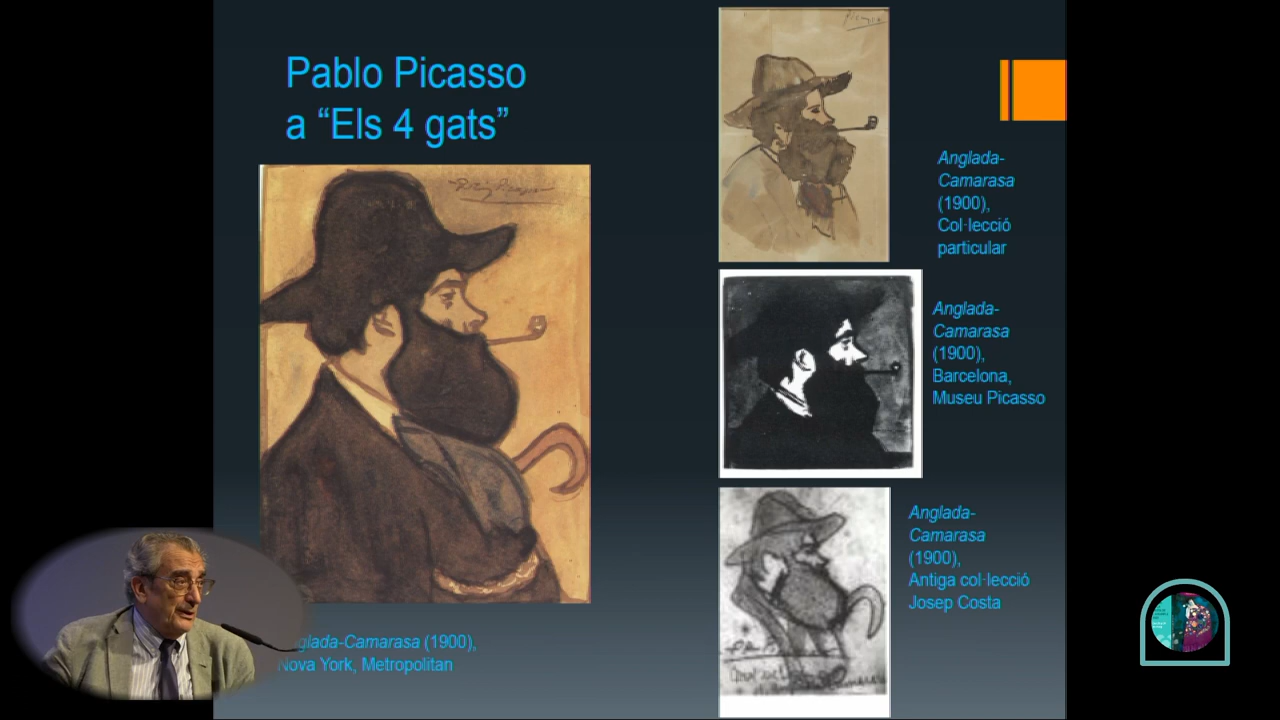 Pablo Picasso
a “Els 4 gats”
Anglada-
Camarasa
(1900),
Col·lecció
particular
Anglada-
Camarasa
(1900),
Barcelona,
Museu Picasso
Anglada-
Camarasa
(1900),
Antiga col·lecció
Josep Costa
nglada-Camarasa (1900),
Nova York, Metropolitan